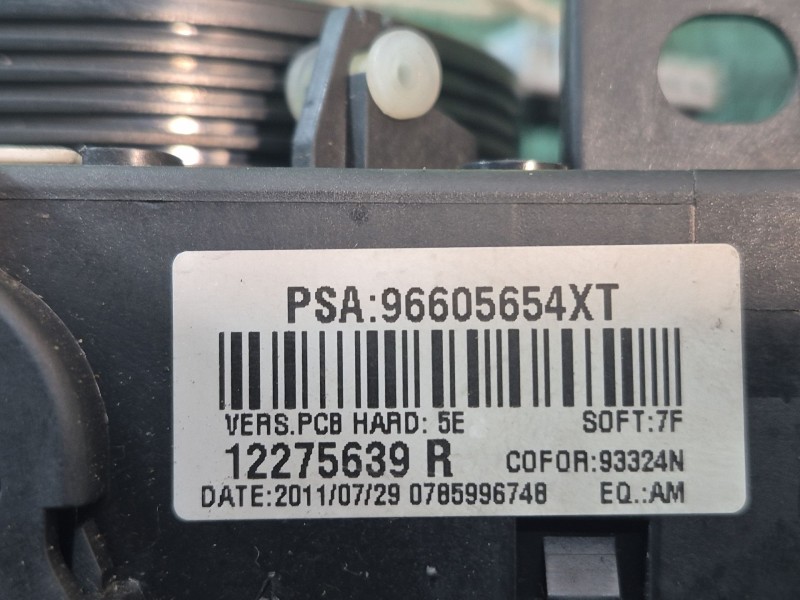 PSA:96605654XT
VERS.PCB HARD: 5E SOFT:7F
12275639 R COFOR:93324N
DATE:2011/07/29 0785996748 EQ.:AM